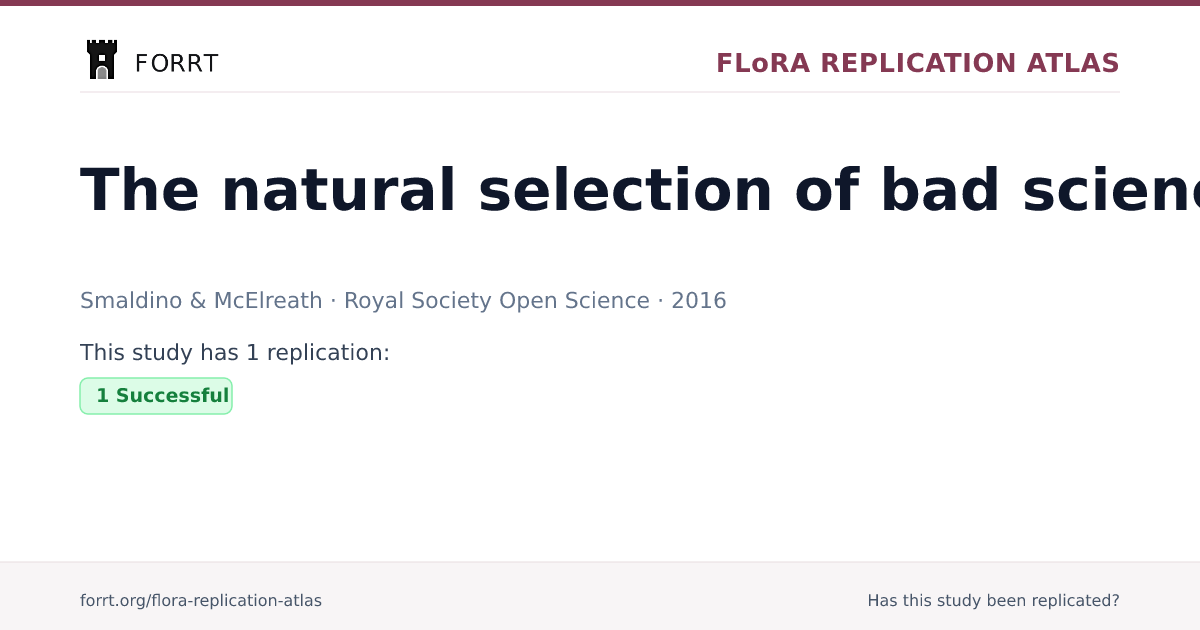 FORRT
FLoRA REPLICATION ATLAS
The natural selection of bad
Smaldino & McElreath · Royal Society Open Science · 2016
This study has 1 replication:
1 Successful
forrt.org/flora-replication-atlas
Has this study been replicated?